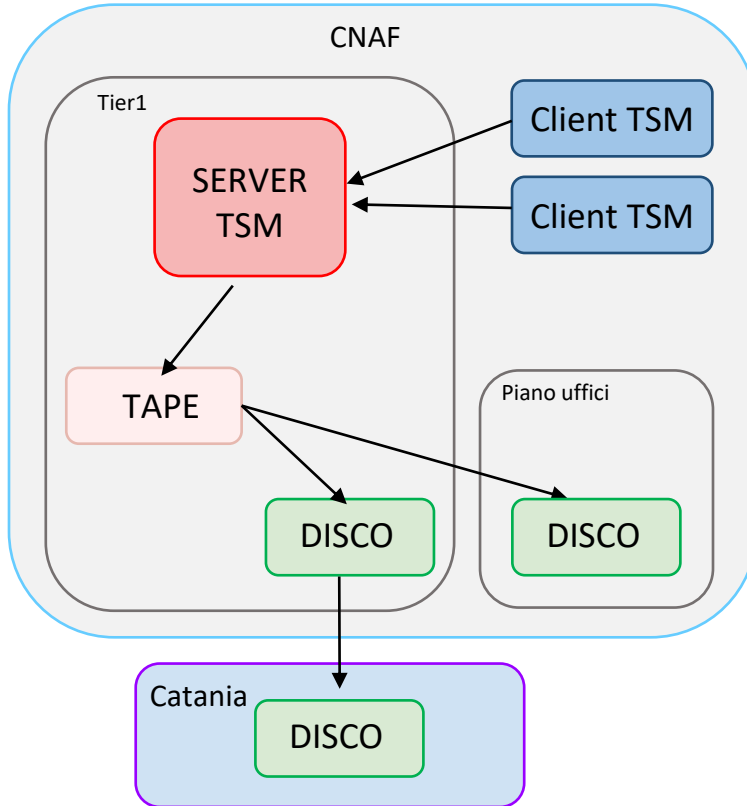 CNAF
Tier1
Client TSM
SERVER
TSM
Client TSM
TAPE
Piano uffici
DISCO
DISCO
Catania
DISCO